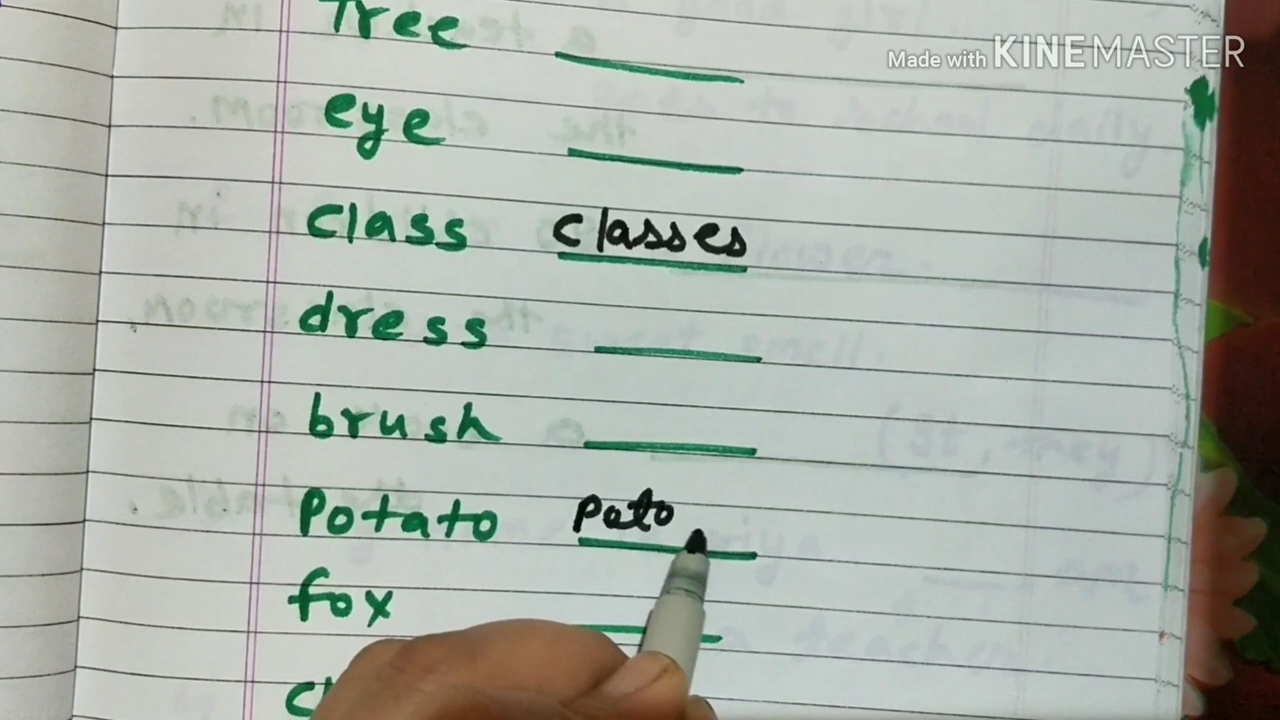 Made with KINEMASTER
Tree
eye
class classes
dress
brush
Potato Pato
fox